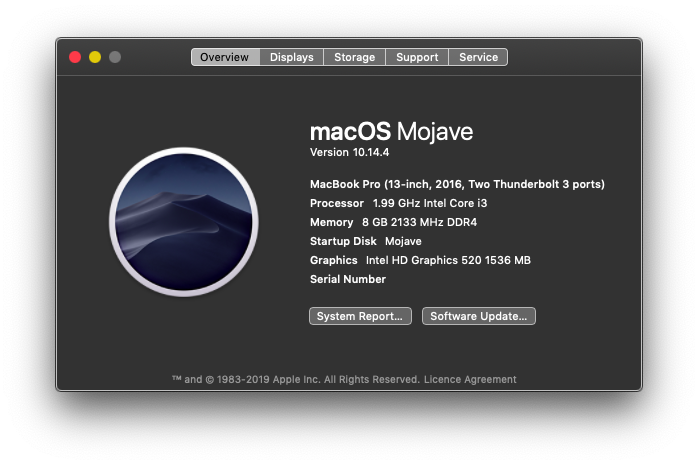 Overview Displays Storage Support Service
macOS Mojave
Version 10.14.4
MacBook Pro (13-inch, 2016, Two Thunderbolt 3 ports)
Processor 1.99 GHz Intel Core i3
Memory 8 GB 2133 MHz DDR4
Startup Disk Mojave
Graphics Intel HD Graphics 520 1536 MB
Serial Number
System Report... Software Update...
™ and © 1983-2019 Apple Inc. All Rights Reserved. Licence Agreement